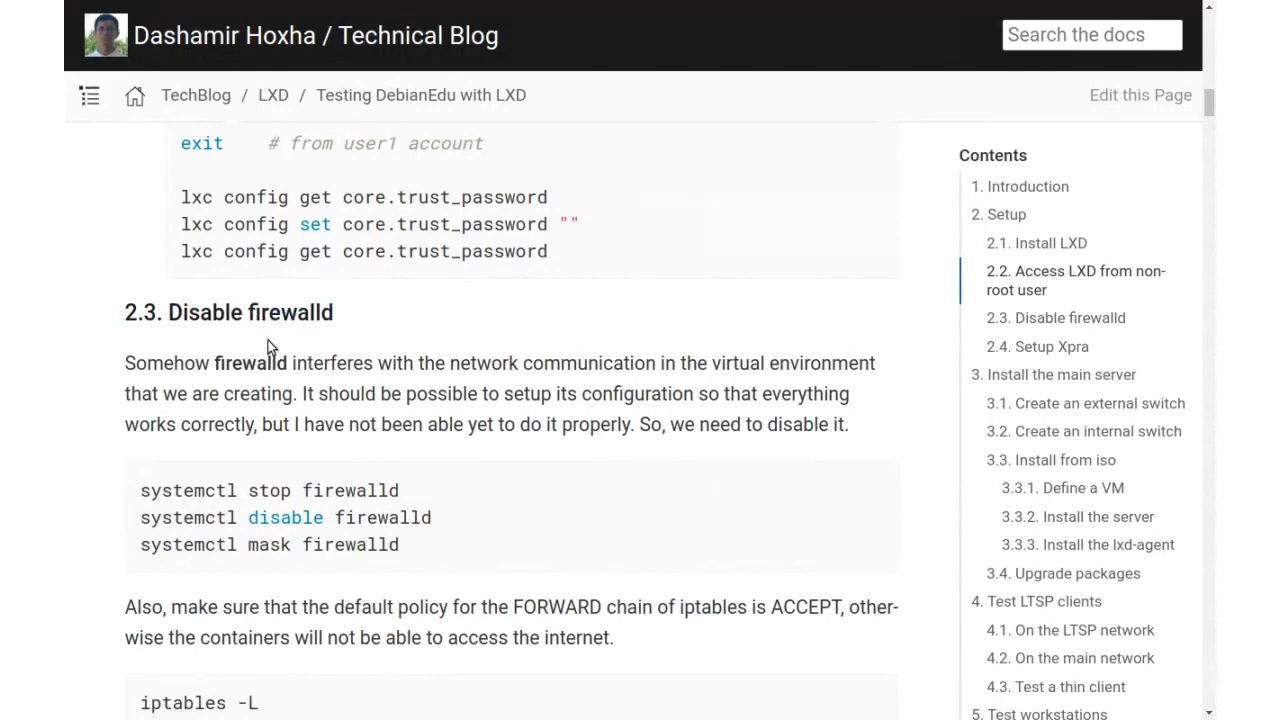 Dashamir Hoxha / Technical Blog
Search the docs
TechBlog / LXD / Testing DebianEdu with LXD
Edit this Page
exit # from user1 account
lxc config get core.trust_password
lxc config set core.trust_password ""
lxc config get core.trust_password
2.3. Disable firewalld
Somehow firewalld interferes with the network communication in the virtual environment
that we are creating. It should be possible to setup its configuration so that everything
works correctly, but I have not been able yet to do it properly. So, we need to disable it.
systemctl stop firewalld
systemctl disable firewalld
systemctl mask firewalld
Also, make sure that the default policy for the FORWARD chain of iptables is ACCEPT, other-
wise the containers will not be able to access the internet.
iptables -L
Contents
1. Introduction
2. Setup
2.1. Install LXD
2.2. Access LXD from non-
root user
2.3. Disable firewalld
2.4. Setup Xpra
3. Install the main server
3.1. Create an external switch
3.2. Create an internal switch
3.3. Install from iso
3.3.1. Define a VM
3.3.2. Install the server
3.3.3. Install the lxd-agent
3.4. Upgrade packages
4. Test LTSP clients
4.1. On the LTSP network
4.2. On the main network
4.3. Test a thin client
5. Test workstations